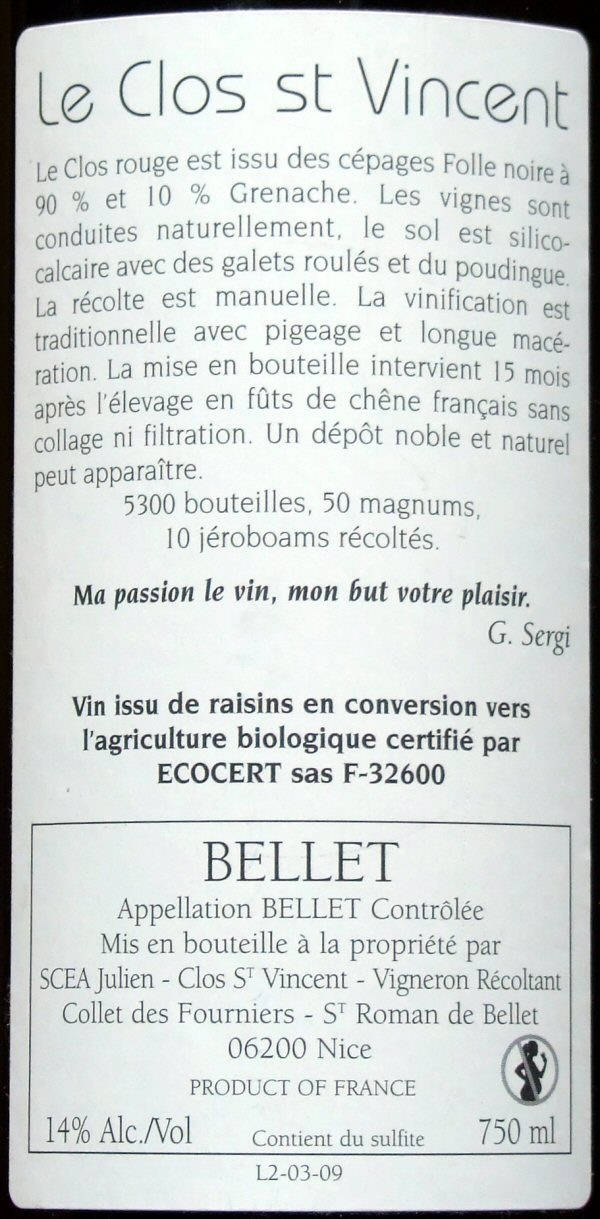 Le Clos st Vincent
Le Clos rouge est issu des cépages Folle noire à
90 % et 10 % Grenache. Les vignes sont
conduites naturellement, le sol est silico-
calcaire avec des galets roulés et du poudingue.
La récolte est manuelle. La vinification est
traditionnelle avec pigeage et longue macé-
ration. La mise en bouteille intervient 15 mois
après l'élevage en fûts de chêne français sans
collage ni filtration. Un dépôt noble et naturel
peut apparaître.
5300 bouteilles, 50 magnums,
10 jéroboams récoltés.
Ma passion le vin, mon but votre plaisir.
G. Sergi
Vin issu de raisins en conversion vers
l'agriculture biologique certifié par
ECOCERT sas F-32600
BELLET
Appellation BELLET Contrôlée
Mis en bouteille à la propriété par
SCEA Julien - Clos ST Vincent - Vigneron Récoltant
Collet des Fourniers - ST Roman de Bellet
06200 Nice
PRODUCT OF FRANCE
14% Alc./Vol Contient du sulfite 750 ml
L2-03-09